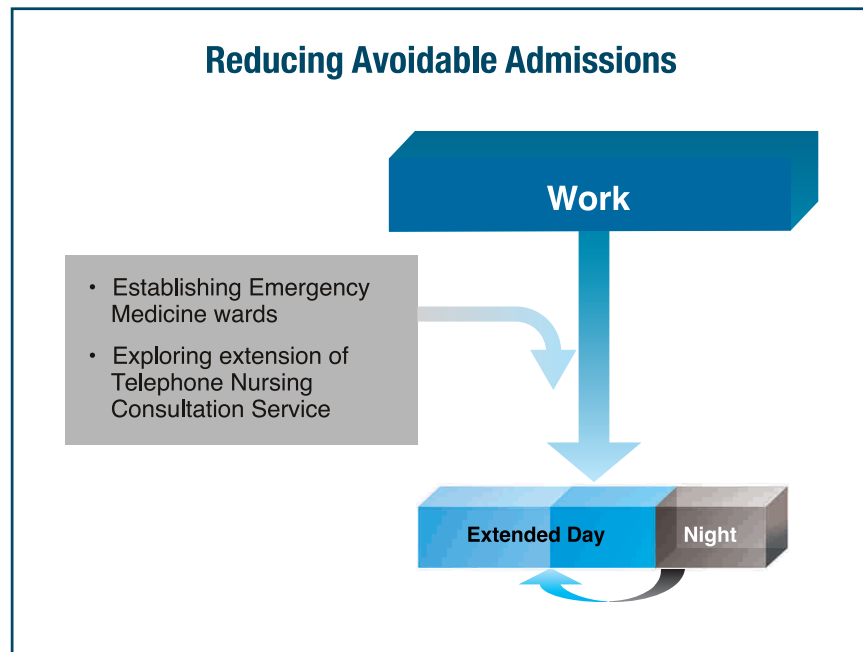 Reducing Avoidable Admissions
Work
• Establishing Emergency
Medicine wards
• Exploring extension of
Telephone Nursing
Consultation Service
Extended Day
Night